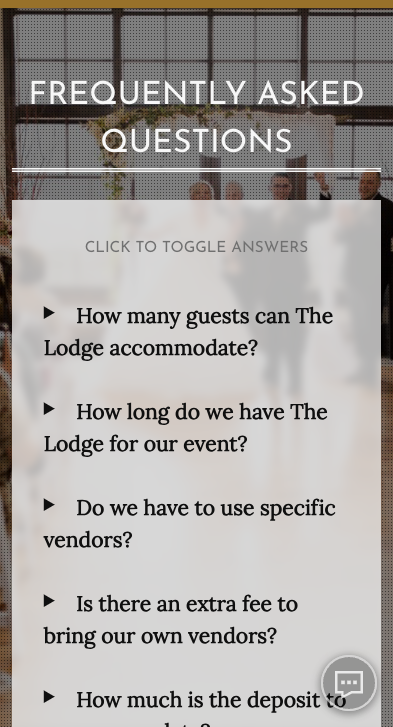 FREQUENTLY ASKED
QUESTIONS
CLICK TO TOGGLE ANSWERS
How many guests can The
Lodge accommodate?
How long do we have The
Lodge for our event?
Do we have to use specific
vendors?
Is there an extra fee to
bring our own vendors?
How much is the deposit to